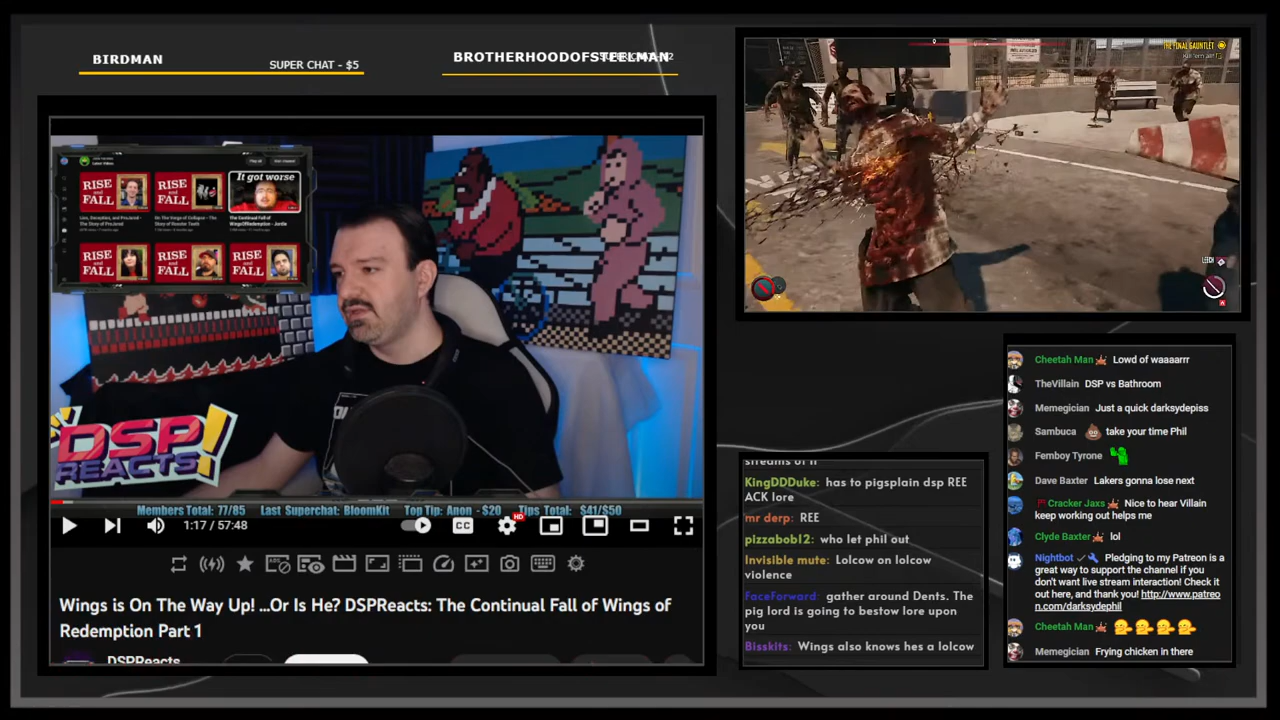 BIRDMAN
SUPER CHAT - $5
BROTHERHOODOFSTEELMAN
It got worse
RISE and FALL
RISE and FALL
RISE and FALL
RISE and FALL
RISE and FALL
DSP REACTS!
Members Total: 77/85 Last Superchat: BloomKit Top Tip: Anon - $20 Tips Total: $41/$50
1:17 / 57:48
CC
HD
Wings is On The Way Up! ...Or Is He? DSPReacts: The Continual Fall of Wings of
Redemption Part 1
DSPReacts
THE FINAL GAUNTLET
streams of it
KingDDDuke: has to pigsplain dsp REE
ACK lore
mr derp: REE
pizzabob12: who let phil out
Invisible mute: Lolcow on lolcow
violence
FaceForward: gather around Dents. The
pig lord is going to bestow lore upon
you
Bisskits: Wings also knows hes a lolcow
Cheetah Man Lowd of waaaarrr
TheVillain DSP vs Bathroom
Memegician Just a quick darksydepiss
Sambuca take your time Phil
Femboy Tyrone
Dave Baxter Lakers gonna lose next
Cracker Jaxs Nice to hear Villain
keep working out helps me
Clyde Baxter lol
Nightbot Pledging to my Patreon is a
great way to support the channel if you
don't want live stream interaction! Check it
out here, and thank you! http://www.patreo
n.com/darksydephil
Cheetah Man
Memegician Frying chicken in there